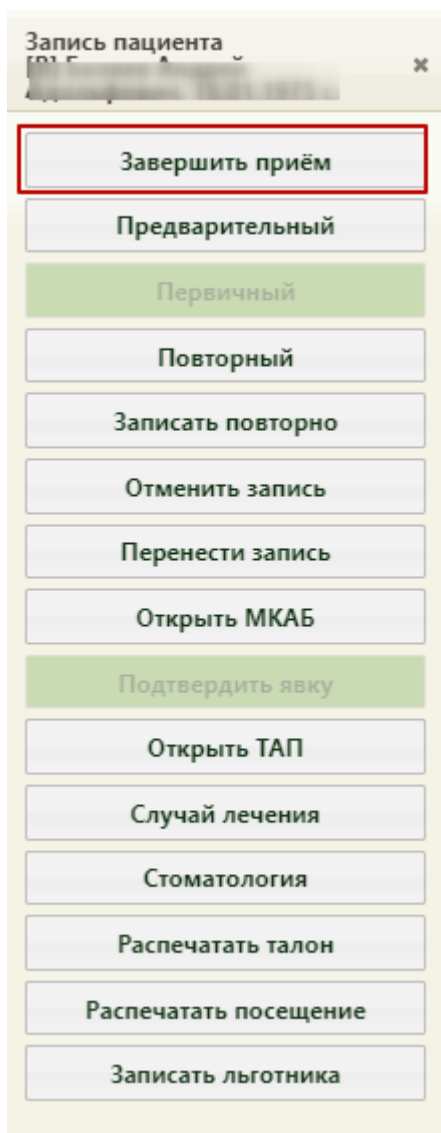 Запись пациента
Завершить приём
Предварительный
Первичный
Повторный
Записать повторно
Отменить запись
Перенести запись
Открыть МКАБ
Подтвердить явку
Открыть ТАП
Случай лечения
Стоматология
Распечатать талон
Распечатать посещение
Записать льготника